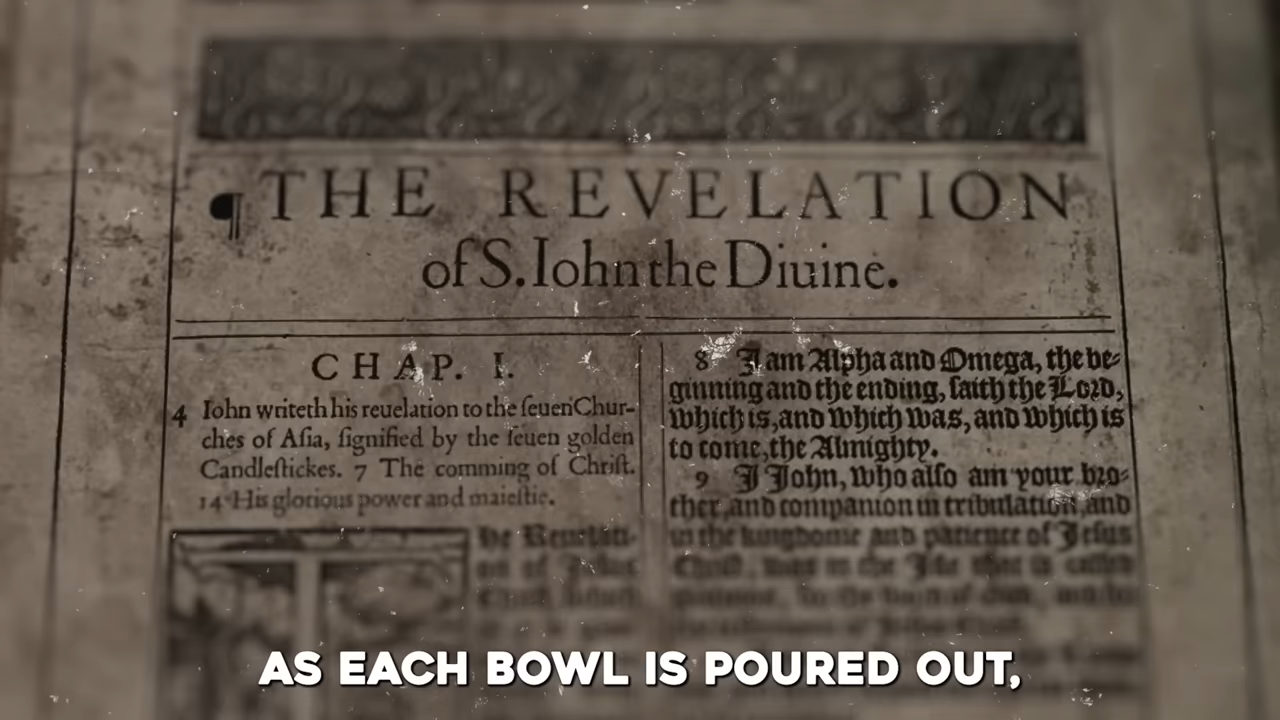 ¶ THE REVELATION
of S. Iohn the Diuine.
CHAP. I.
4 Iohn writeth his reuelation to the ſeuen Chur-
ches of Aſia, ſignified by the ſeuen golden
Candleſtickes. 7 The comming of Chriſt.
14 His glorious power and maieſtie.
he Reuelati-
8 I am Alpha and Omega, the be-
ginning and the ending, ſaith the Lord,
which is, and which was, and which is
to come, the Almighty.
9 I John, who alſo am your bro-
ther, and companion in tribulation, and
in the kingdome and patience of Jeſus
AS EACH BOWL IS POURED OUT,